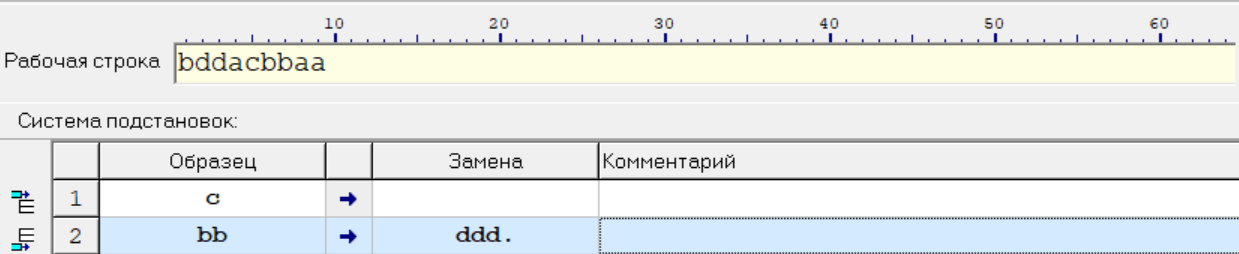 10 20 30 40 50 60
Рабочая строка bddacbbaa
Система подстановок:
Образец Замена Комментарий
1 c ➔
2 bb ➔ ddd.